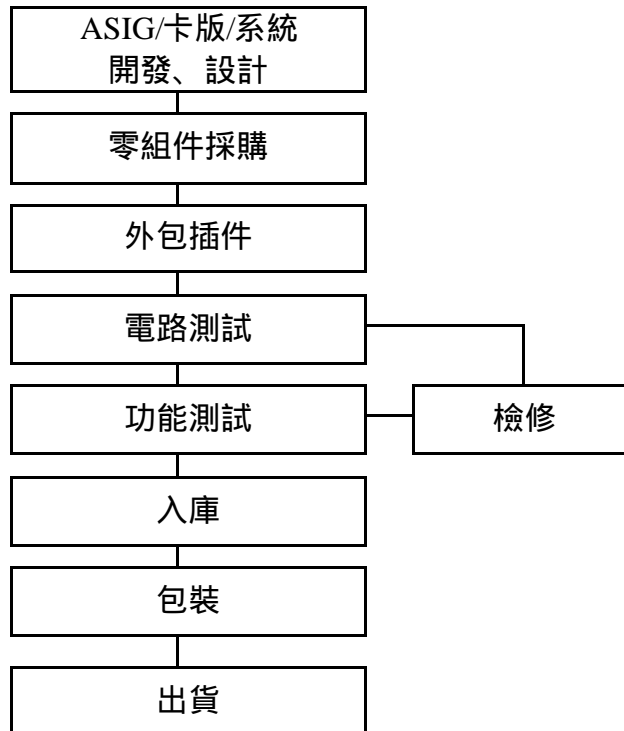 ASIG/卡版/系統
開發、設計
零組件採購
外包插件
電路測試
功能測試
檢修
入庫
包裝
出貨